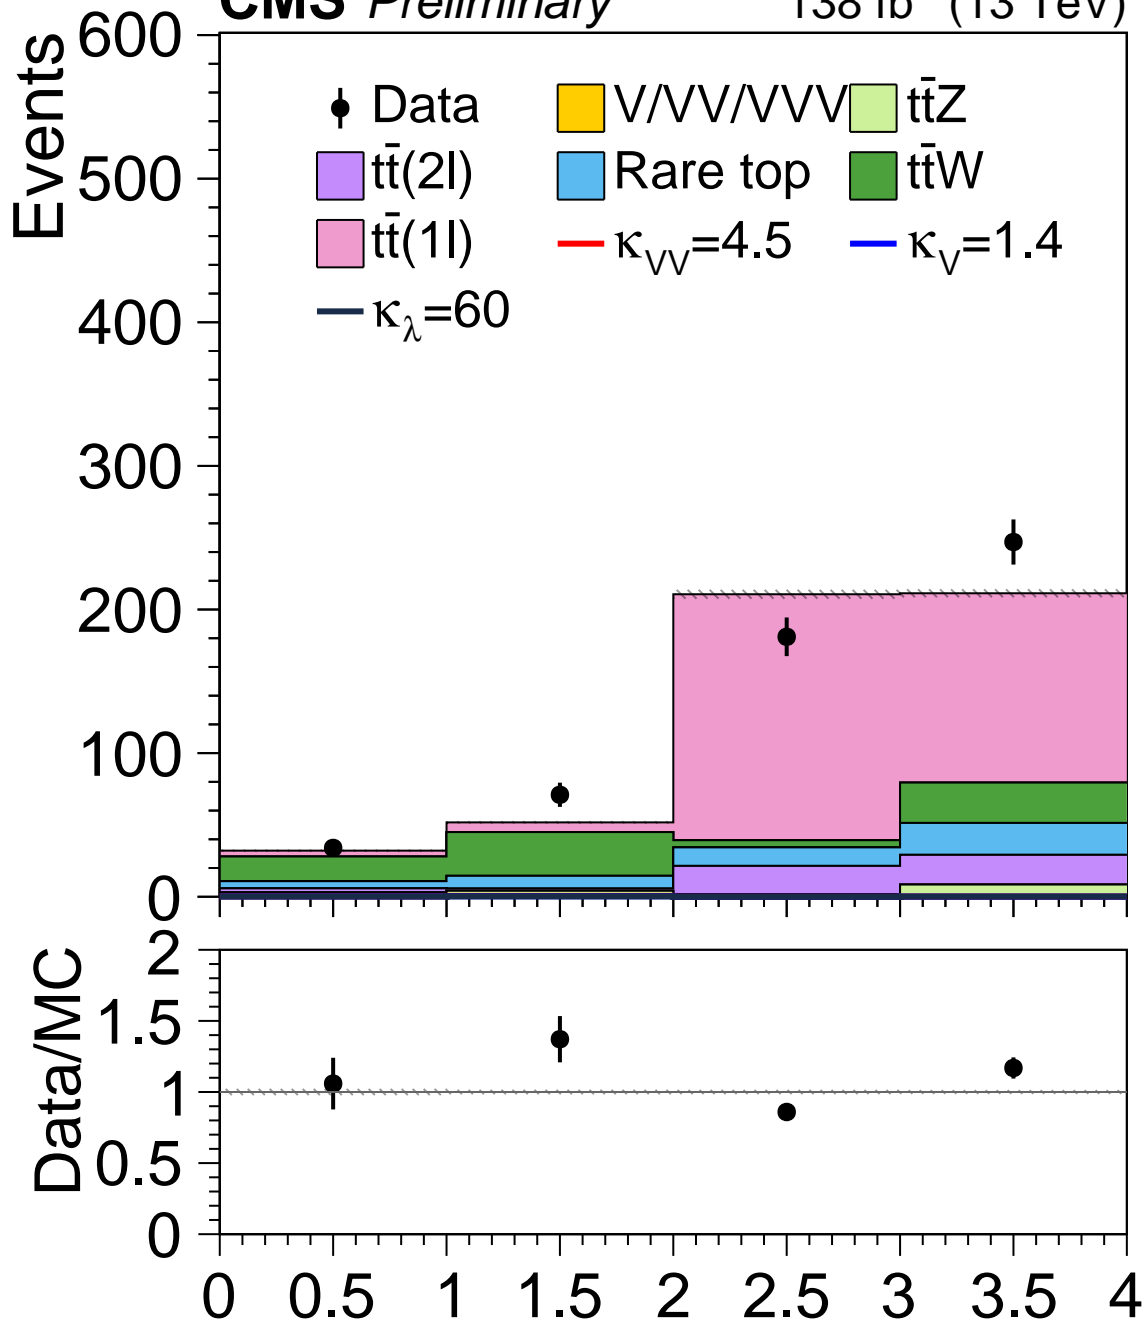 CMS Preliminary 138 fb (13 TeV)
Events
600
500
400
300
200
100
0
Data V/VV/VVV tt̄Z
tt̄(2l) Rare top tt̄W
tt̄(1l) κVV=4.5 κV=1.4
κλ=60
Data/MC
2
1.5
1
0.5
0
0 0.5 1 1.5 2 2.5 3 3.5 4